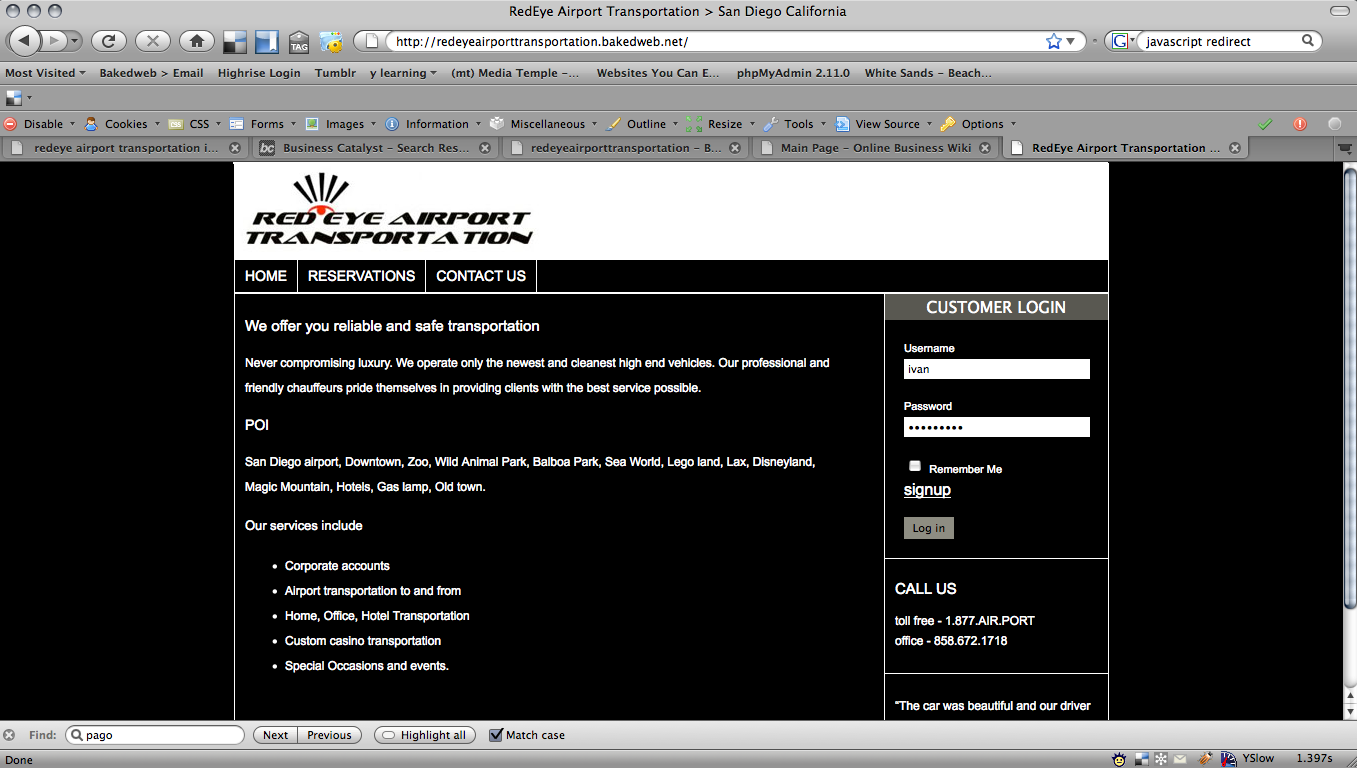 RedEye Airport Transportation > San Diego California
TAG
http://redeyeairporttransportation.bakedweb.net/
G
javascript redirect
Most Visited
Bakedweb > Email
Highrise Login
Tumblr
y learning
(mt) Media Temple -...
Websites You Can E...
phpMyAdmin 2.11.0
White Sands - Beach...
Disable
Cookies
CSS
Forms
Images
Information
Miscellaneous
Outline
Resize
Tools
View Source
Options
redeye airport transportation i...
bc
Business Catalyst - Search Res...
redeyeairporttransportation - B...
Main Page - Online Business Wiki
RedEye Airport Transportation ...
RED EYE AIRPORT
TRANSPORTATION
HOME
RESERVATIONS
CONTACT US
We offer you reliable and safe transportation
Never compromising luxury. We operate only the newest and cleanest high end vehicles. Our professional and
friendly chauffeurs pride themselves in providing clients with the best service possible.
POI
San Diego airport, Downtown, Zoo, Wild Animal Park, Balboa Park, Sea World, Lego land, Lax, Disneyland,
Magic Mountain, Hotels, Gas lamp, Old town.
Our services include
• Corporate accounts
• Airport transportation to and from
• Home, Office, Hotel Transportation
• Custom casino transportation
• Special Occasions and events.
CUSTOMER LOGIN
Username
ivan
Password
•••••••••
Remember Me
signup
Log in
CALL US
toll free - 1.877.AIR.PORT
office - 858.672.1718
"The car was beautiful and our driver
Find:
pago
Next
Previous
Highlight all
Match case
Done
YSlow
1.397s